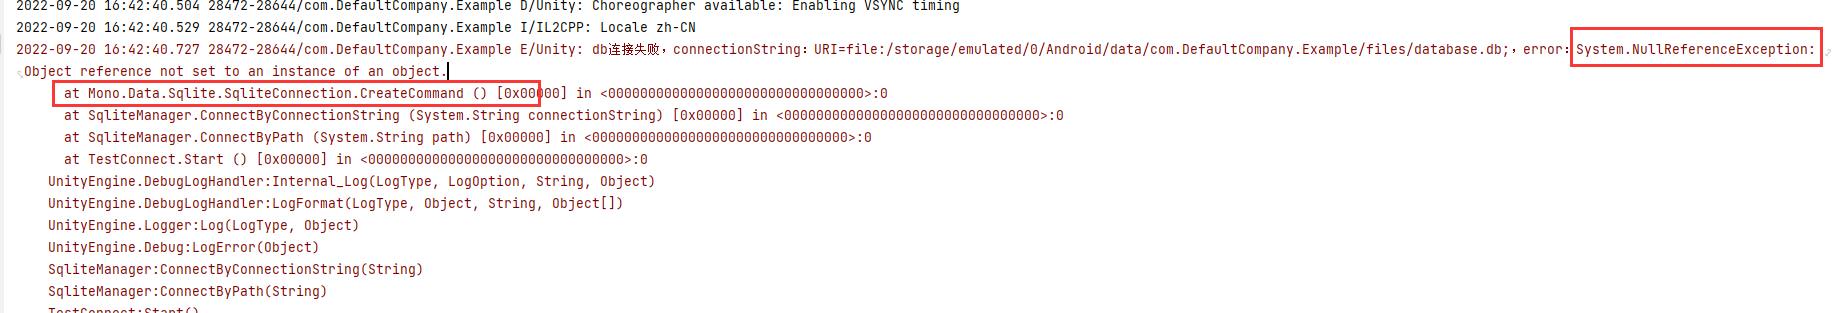 2022-09-20 16:42:40.504 28472-28644/com.DefaultCompany.Example D/Unity: Choreographer available: Enabling VSYNC timing
2022-09-20 16:42:40.529 28472-28644/com.DefaultCompany.Example I/IL2CPP: Locale zh-CN
2022-09-20 16:42:40.727 28472-28644/com.DefaultCompany.Example E/Unity: db连接失败，connectionString：URI=file:/storage/emulated/0/Android/data/com.DefaultCompany.Example/files/database.db;，error：System.NullReferenceException:
Object reference not set to an instance of an object.
at Mono.Data.Sqlite.SqliteConnection.CreateCommand () [0x00000] in <00000000000000000000000000000000>:0
at SqliteManager.ConnectByConnectionString (System.String connectionString) [0x00000] in <00000000000000000000000000000000>:0
at SqliteManager.ConnectByPath (System.String path) [0x00000] in <00000000000000000000000000000000>:0
at TestConnect.Start () [0x00000] in <00000000000000000000000000000000>:0
UnityEngine.DebugLogHandler:Internal_Log(LogType, LogOption, String, Object)
UnityEngine.DebugLogHandler:LogFormat(LogType, Object, String, Object[])
UnityEngine.Logger:Log(LogType, Object)
UnityEngine.Debug:LogError(Object)
SqliteManager:ConnectByConnectionString(String)
SqliteManager:ConnectByPath(String)
TestConnect:Start()